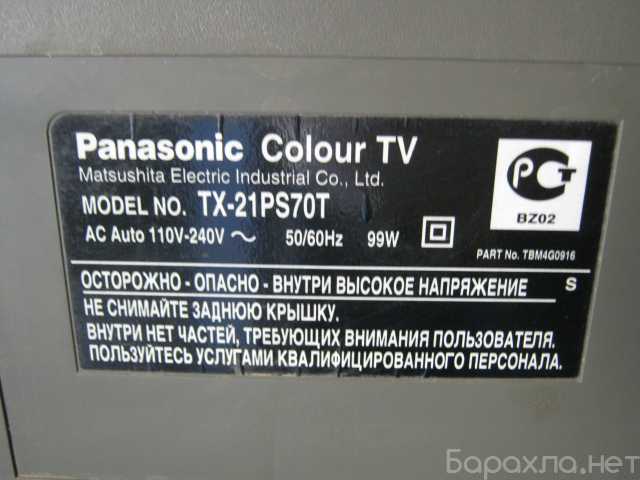 Panasonic Colour TV
Matsushita Electric Industrial Co., Ltd.
MODEL NO. TX-21PS70T
AC Auto 110V-240V ~ 50/60Hz 99W
РСТ
BZ02
PART No. TBM4G0916
ОСТОРОЖНО - ОПАСНО - ВНУТРИ ВЫСОКОЕ НАПРЯЖЕНИЕ S
НЕ СНИМАЙТЕ ЗАДНЮЮ КРЫШКУ.
ВНУТРИ НЕТ ЧАСТЕЙ, ТРЕБУЮЩИХ ВНИМАНИЯ ПОЛЬЗОВАТЕЛЯ.
ПОЛЬЗУЙТЕСЬ УСЛУГАМИ КВАЛИФИЦИРОВАННОГО ПЕРСОНАЛА.
Барахла.нет